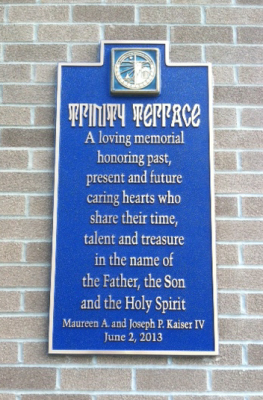 TRINITY TERRACE
A loving memorial
honoring past,
present and future
caring hearts who
share their time,
talent and treasure
in the name of
the Father, the Son
and the Holy Spirit
Maureen A. and Joseph P. Kaiser IV
June 2, 2013